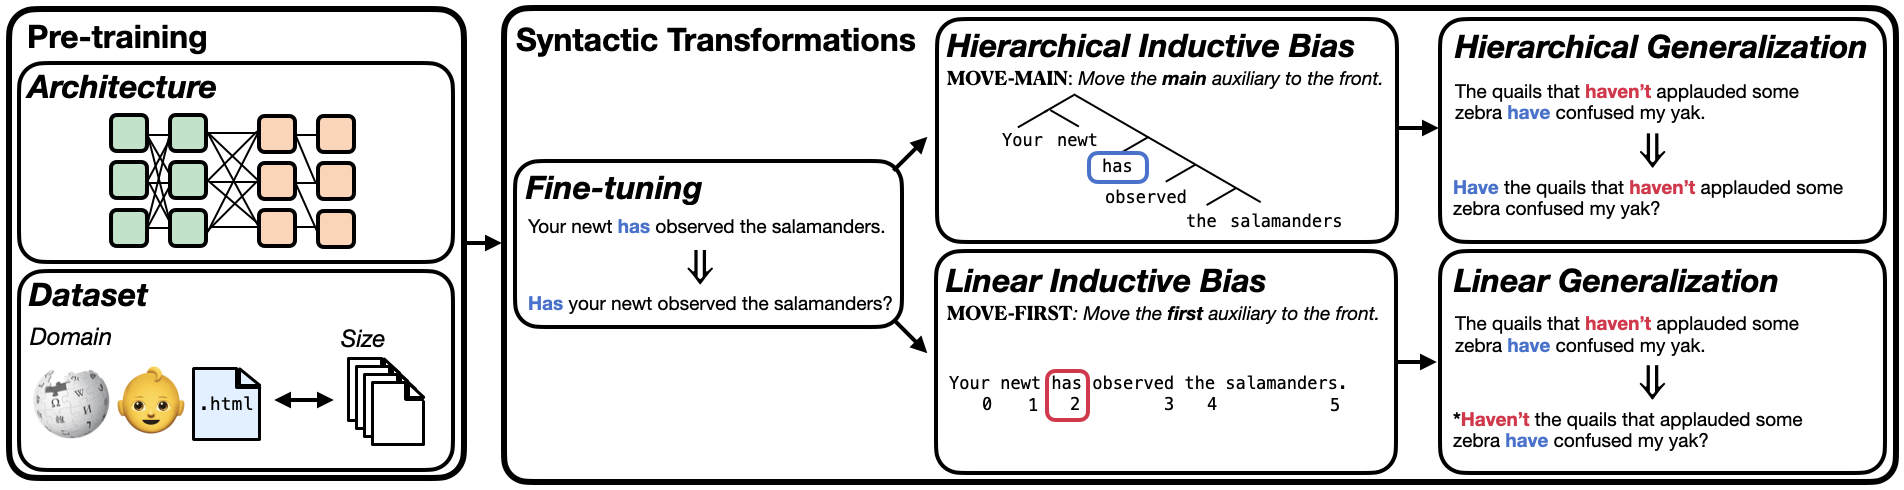 Pre-training
Architecture
Dataset
Domain
Size
Ω
W
И
.html
Syntactic Transformations
Fine-tuning
Your newt has observed the salamanders.
⇓
Has your newt observed the salamanders?
Hierarchical Inductive Bias
MOVE-MAIN: Move the main auxiliary to the front.
Your newt
has
observed
the salamanders
Linear Inductive Bias
MOVE-FIRST: Move the first auxiliary to the front.
Your newt has observed the salamanders.
0 1 2 3 4 5
Hierarchical Generalization
The quails that haven't applauded some
zebra have confused my yak.
⇓
Have the quails that haven't applauded some
zebra confused my yak?
Linear Generalization
The quails that haven't applauded some
zebra have confused my yak.
⇓
*Haven't the quails that applauded some
zebra have confused my yak?